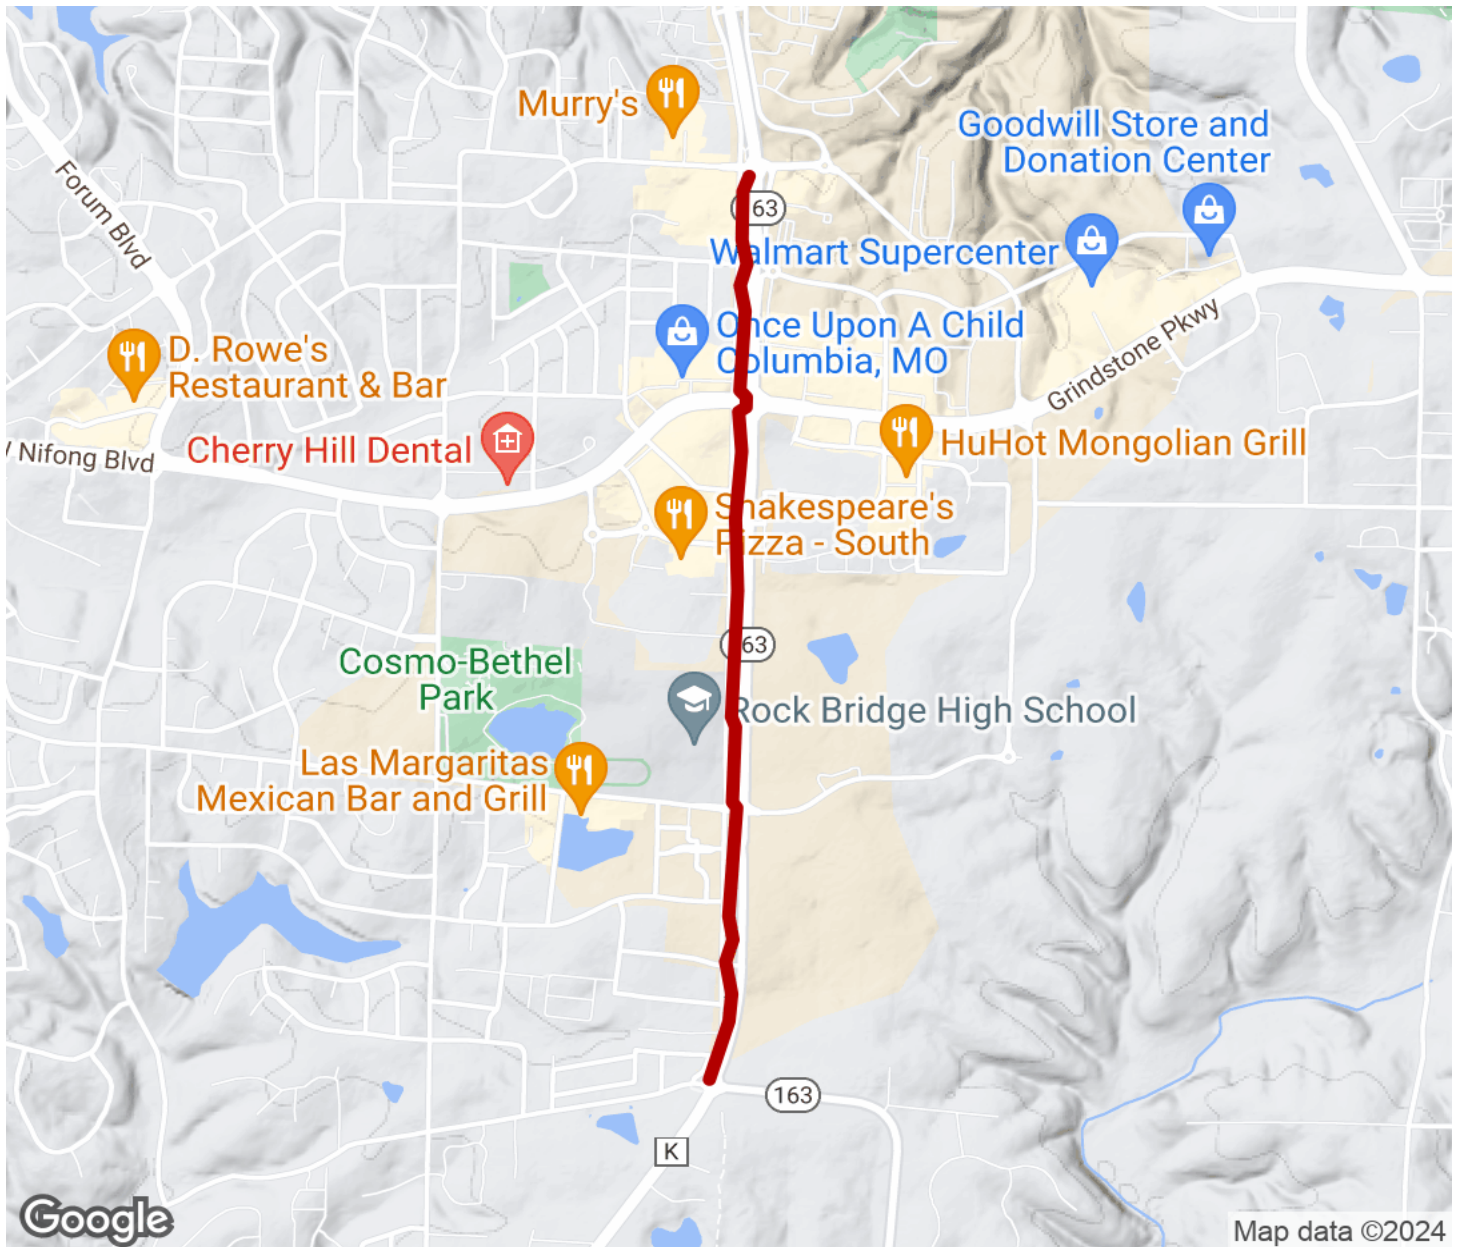 Murry's
Goodwill Store and
Donation Center
Forum Blvd
63
Walmart Supercenter
Once Upon A Child
Columbia, MO
Grindstone Pkwy
D. Rowe's
Restaurant & Bar
Nifong Blvd
Cherry Hill Dental
HuHot Mongolian Grill
Shakespeare's
Pizza - South
63
Cosmo-Bethel
Park
Rock Bridge High School
Las Margaritas
Mexican Bar and Grill
163
K
Google
Map data ©2024